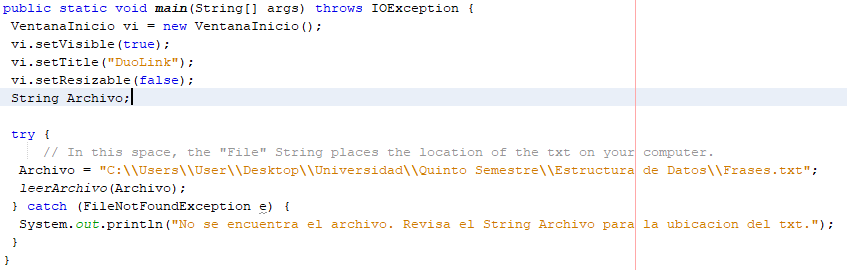 public static void main(String[] args) throws IOException {
VentanaInicio vi = new VentanaInicio();
vi.setVisible(true);
vi.setTitle("DuoLink");
vi.setResizable(false);
String Archivo;
try {
// In this space, the "File" String places the location of the txt on your computer.
Archivo = "C:\\Users\\User\\Desktop\\Universidad\\Quinto Semestre\\Estructura de Datos\\Frases.txt";
leerArchivo(Archivo);
} catch (FileNotFoundException e) {
System.out.println("No se encuentra el archivo. Revisa el String Archivo para la ubicacion del txt.");
}
}